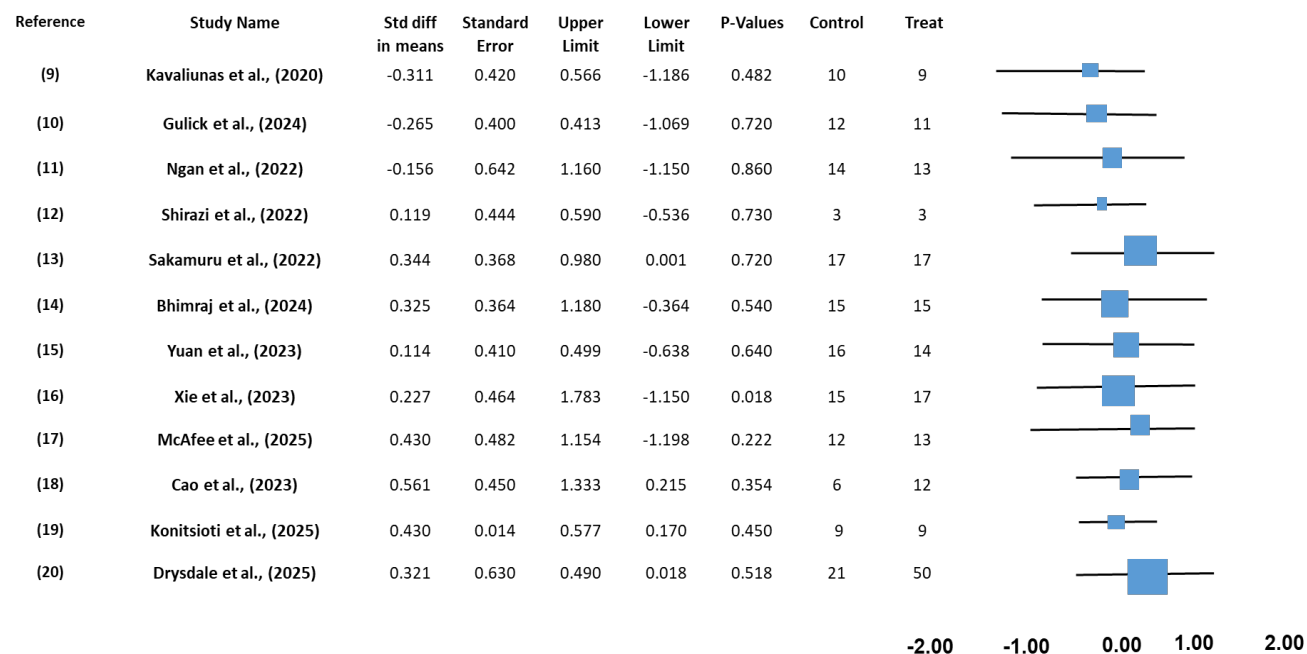 Reference Study Name Std diff in means Standard Error Upper Limit Lower Limit P-Values Control Treat
(9) Kavaliunas et al., (2020) -0.311 0.420 0.566 -1.186 0.482 10 9
(10) Gulick et al., (2024) -0.265 0.400 0.413 -1.069 0.720 12 11
(11) Ngan et al., (2022) -0.156 0.642 1.160 -1.150 0.860 14 13
(12) Shirazi et al., (2022) 0.119 0.444 0.590 -0.536 0.730 3 3
(13) Sakamuru et al., (2022) 0.344 0.368 0.980 0.001 0.720 17 17
(14) Bhimraj et al., (2024) 0.325 0.364 1.180 -0.364 0.540 15 15
(15) Yuan et al., (2023) 0.114 0.410 0.499 -0.638 0.640 16 14
(16) Xie et al., (2023) 0.227 0.464 1.783 -1.150 0.018 15 17
(17) McAfee et al., (2025) 0.430 0.482 1.154 -1.198 0.222 12 13
(18) Cao et al., (2023) 0.561 0.450 1.333 0.215 0.354 6 12
(19) Konitsioti et al., (2025) 0.430 0.014 0.577 0.170 0.450 9 9
(20) Drysdale et al., (2025) 0.321 0.630 0.490 0.018 0.518 21 50
-2.00 -1.00 0.00 1.00 2.00